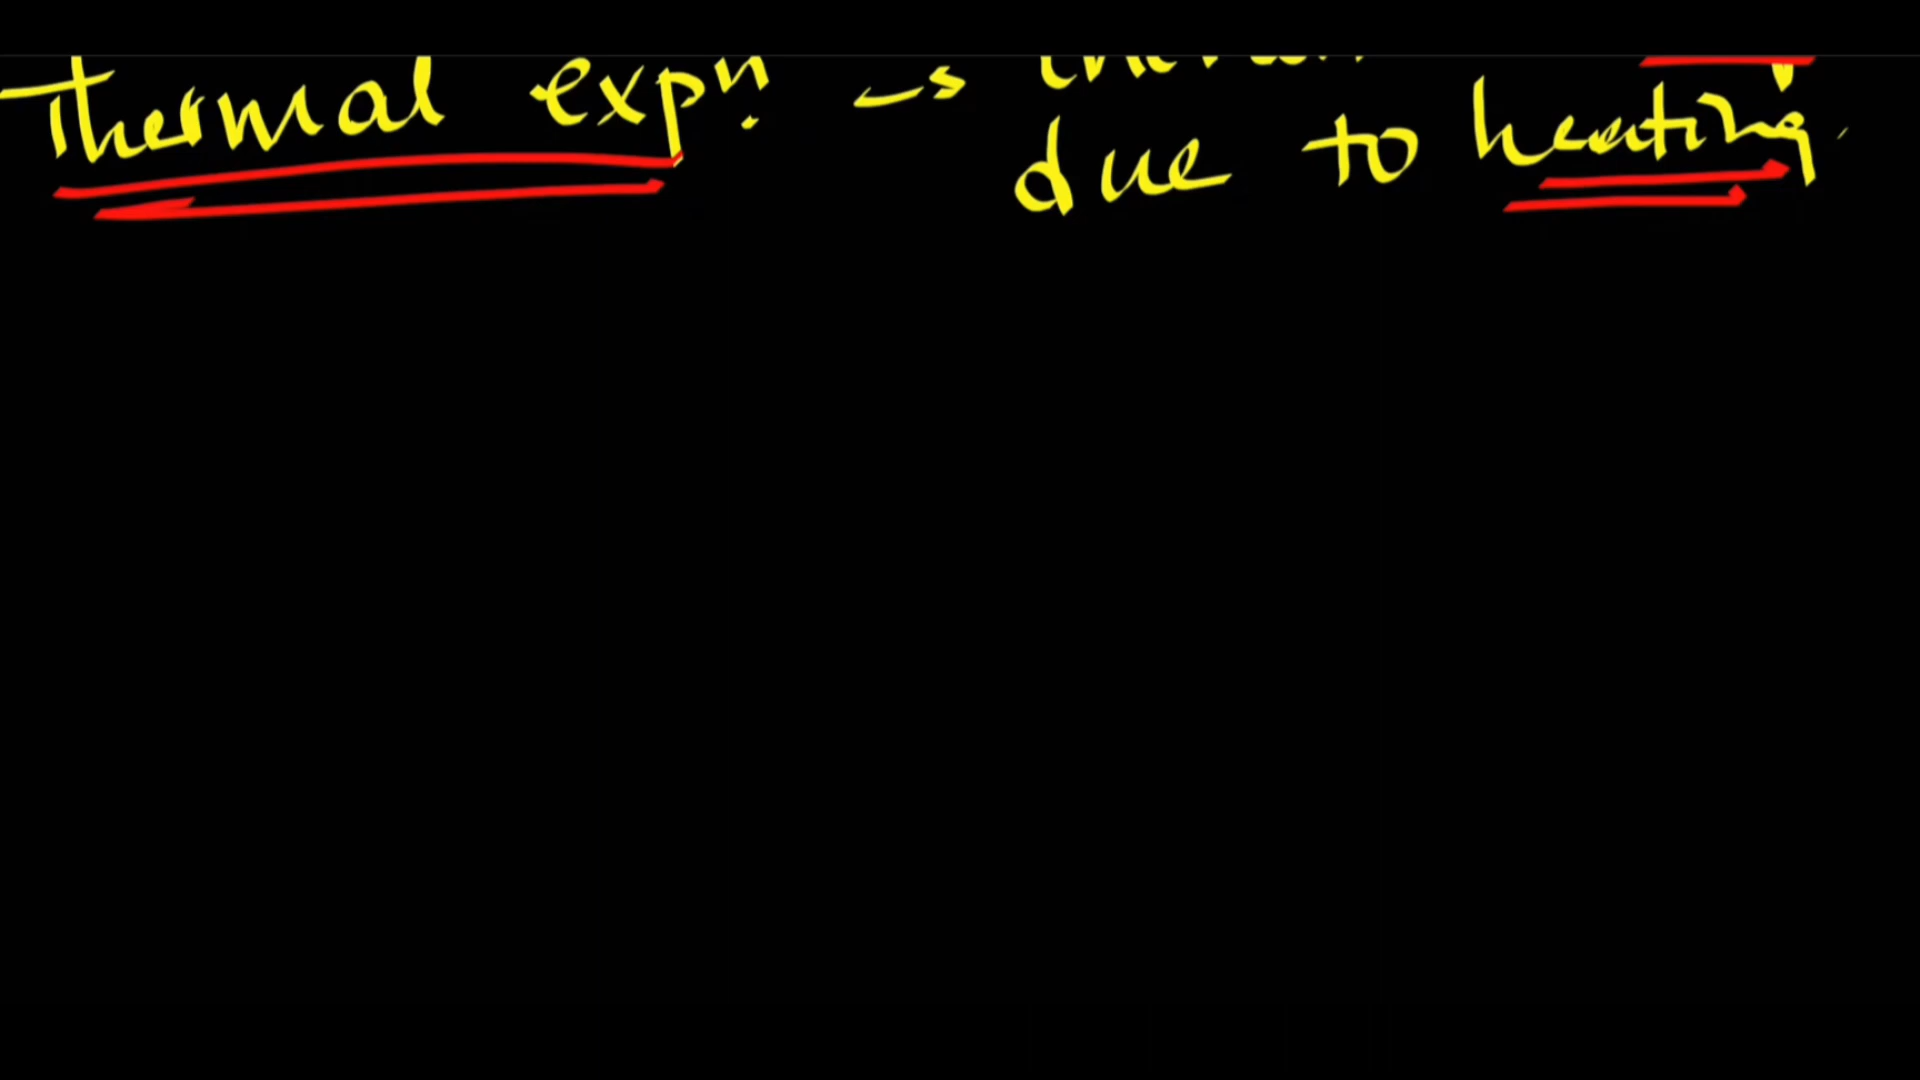 Thermal expn. →
due to heating.